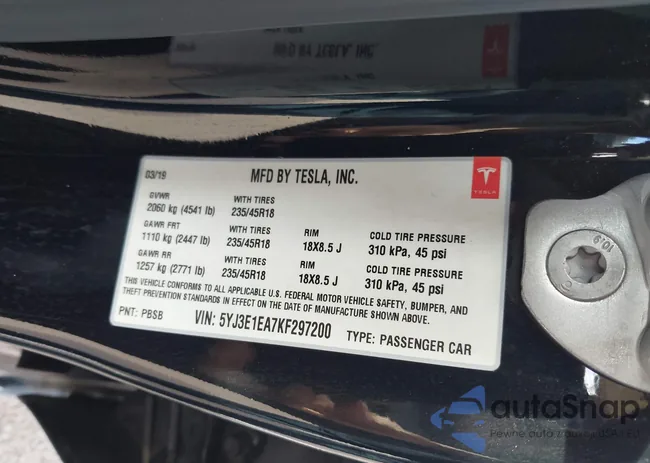 03/19 MFD BY TESLA, INC.
TESLA
GVWR WITH TIRES
2060 kg (4541 lb) 235/45R18
GAWR FRT WITH TIRES RIM COLD TIRE PRESSURE
1110 kg (2447 lb) 235/45R18 18X8.5 J 310 kPa, 45 psi
GAWR RR WITH TIRES RIM COLD TIRE PRESSURE
1257 kg (2771 lb) 235/45R18 18X8.5 J 310 kPa, 45 psi
THIS VEHICLE CONFORMS TO ALL APPLICABLE U.S. FEDERAL MOTOR VEHICLE SAFETY, BUMPER, AND
THEFT PREVENTION STANDARDS IN EFFECT ON THE DATE OF MANUFACTURE SHOWN ABOVE.
PNT: PBSB VIN: 5YJ3E1EA7KF297200 TYPE: PASSENGER CAR
10.9
autoSnap
Pewne auto z